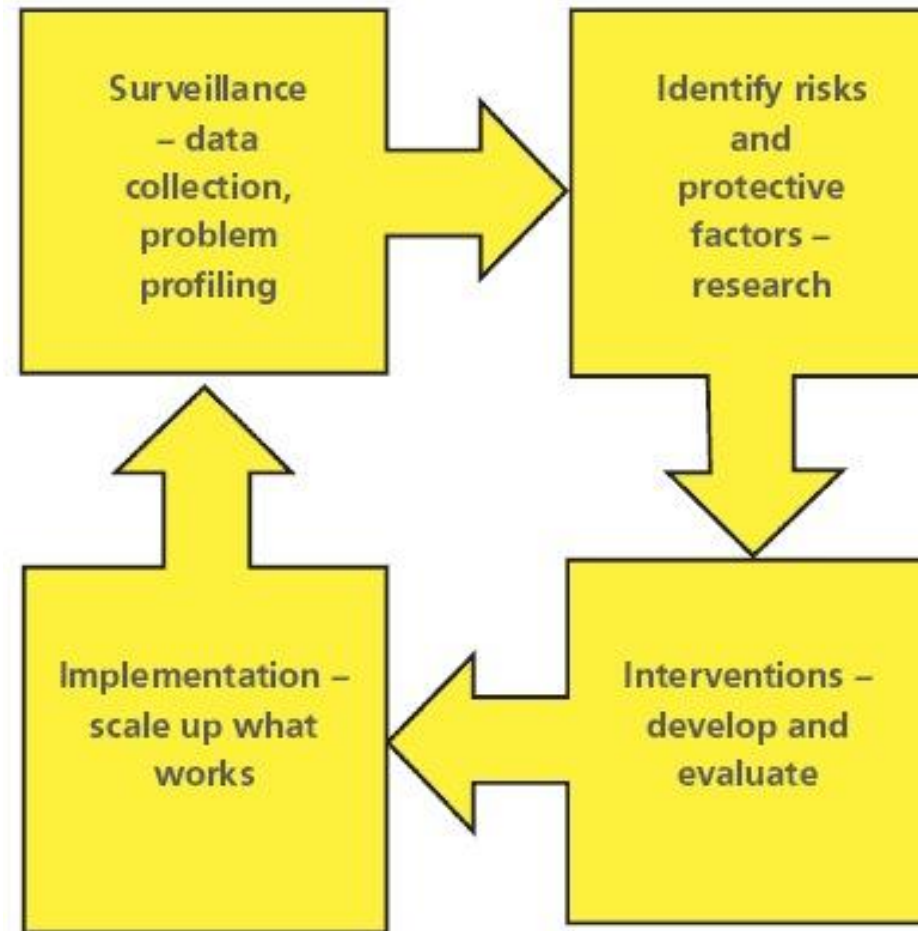 Surveillance
– data
collection,
problem
profiling
Identify risks
and
protective
factors –
research
Interventions –
develop and
evaluate
Implementation –
scale up what
works